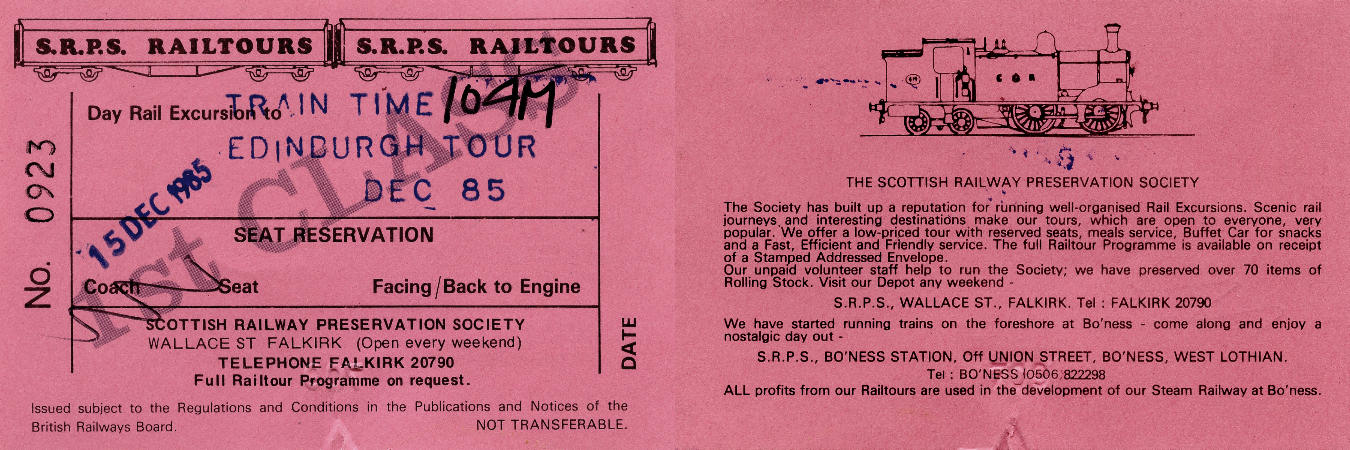 S.R.P.S. RAILTOURS S.R.P.S. RAILTOURS
Day Rail Excursion to
TRAIN TIME 104M
EDINBURGH TOUR
DEC 85
15 DEC 1985
1st CLASS
No. 0923
SEAT RESERVATION
Coach Seat Facing/Back to Engine
SCOTTISH RAILWAY PRESERVATION SOCIETY
WALLACE ST FALKIRK (Open every weekend)
TELEPHONE FALKIRK 20790
Full Railtour Programme on request.
DATE
Issued subject to the Regulations and Conditions in the Publications and Notices of the
British Railways Board. NOT TRANSFERABLE.
THE SCOTTISH RAILWAY PRESERVATION SOCIETY
The Society has built up a reputation for running well-organised Rail Excursions. Scenic rail
journeys and interesting destinations make our tours, which are open to everyone, very
popular. We offer a low-priced tour with reserved seats, meals service, Buffet Car for snacks
and a Fast, Efficient and Friendly service. The full Railtour Programme is available on receipt
of a Stamped Addressed Envelope.
Our unpaid volunteer staff help to run the Society; we have preserved over 70 items of
Rolling Stock. Visit our Depot any weekend -
S.R.P.S., WALLACE ST., FALKIRK. Tel : FALKIRK 20790
We have started running trains on the foreshore at Bo'ness - come along and enjoy a
nostalgic day out -
S.R.P.S., BO'NESS STATION, Off UNION STREET, BO'NESS, WEST LOTHIAN.
Tel : BO'NESS (0506) 822298
ALL profits from our Railtours are used in the development of our Steam Railway at Bo'ness.